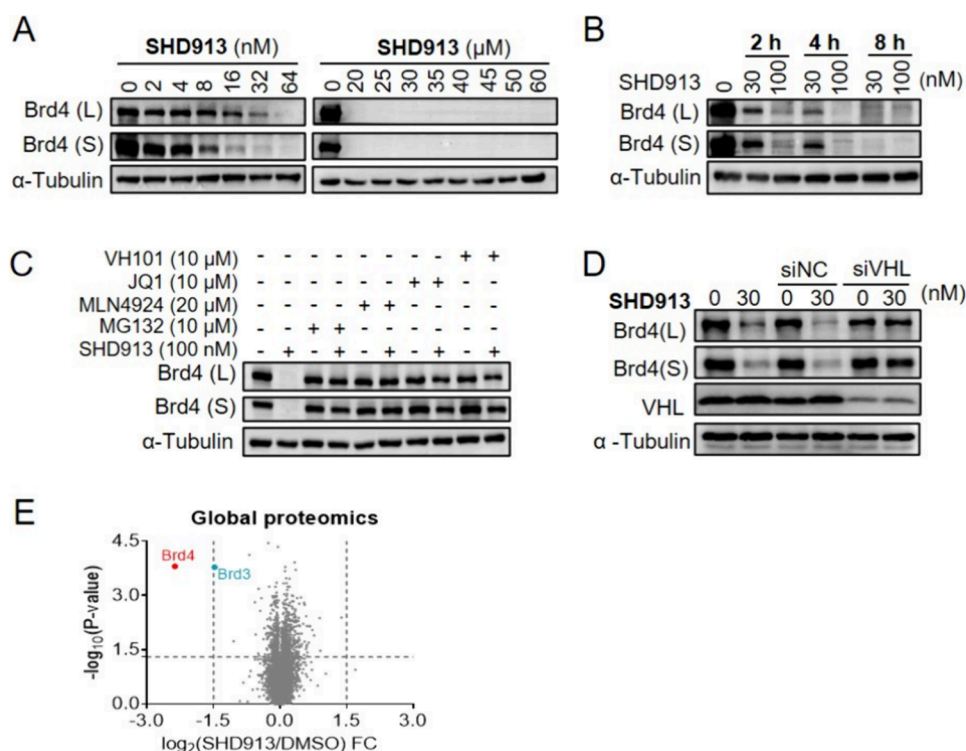 A
SHD913 (nM)
SHD913 (μM)
0 2 4 8 16 32 64
0 20 25 30 35 40 45 50 60
Brd4 (L)
Brd4 (S)
α-Tubulin
B
2 h 4 h 8 h
SHD913 0 30 100 30 100 30 100 (nM)
Brd4 (L)
Brd4 (S)
α-Tubulin
C
VH101 (10 μM) - - - - - - - - + +
JQ1 (10 μM) - - - - - - + + - -
MLN4924 (20 μM) - - - - + + - - - -
MG132 (10 μM) - - + + - - - - - -
SHD913 (100 nM) - + - + - + - + - +
Brd4 (L)
Brd4 (S)
α-Tubulin
D
siNC siVHL
SHD913 0 30 0 30 0 30 (nM)
Brd4(L)
Brd4(S)
VHL
α -Tubulin
E
Global proteomics
4.5
Brd4
Brd3
3.0
1.5
0.0
-log10(P-value)
-3.0 -1.5 0.0 1.5 3.0
log2(SHD913/DMSO) FC